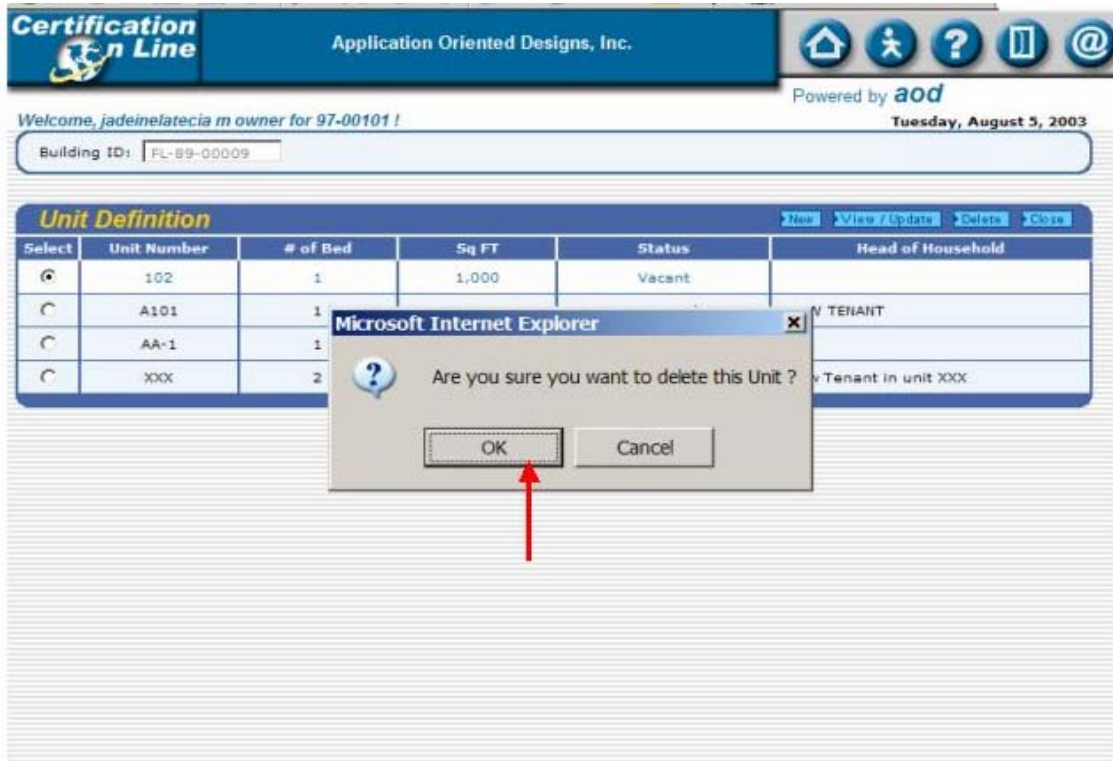 Certification
On Line
Application Oriented Designs, Inc.
Powered by aod
Welcome, jadeinelatecia m owner for 97-00101 !
Tuesday, August 5, 2003
Building ID: FL-89-00009
Unit Definition
New View / Update Delete Close
Select Unit Number # of Bed Sq FT Status Head of Household
102 1 1,000 Vacant
A101 1 TENANT
AA-1 1
XXX 2 Tenant in unit XXX
Microsoft Internet Explorer
Are you sure you want to delete this Unit ?
OK Cancel